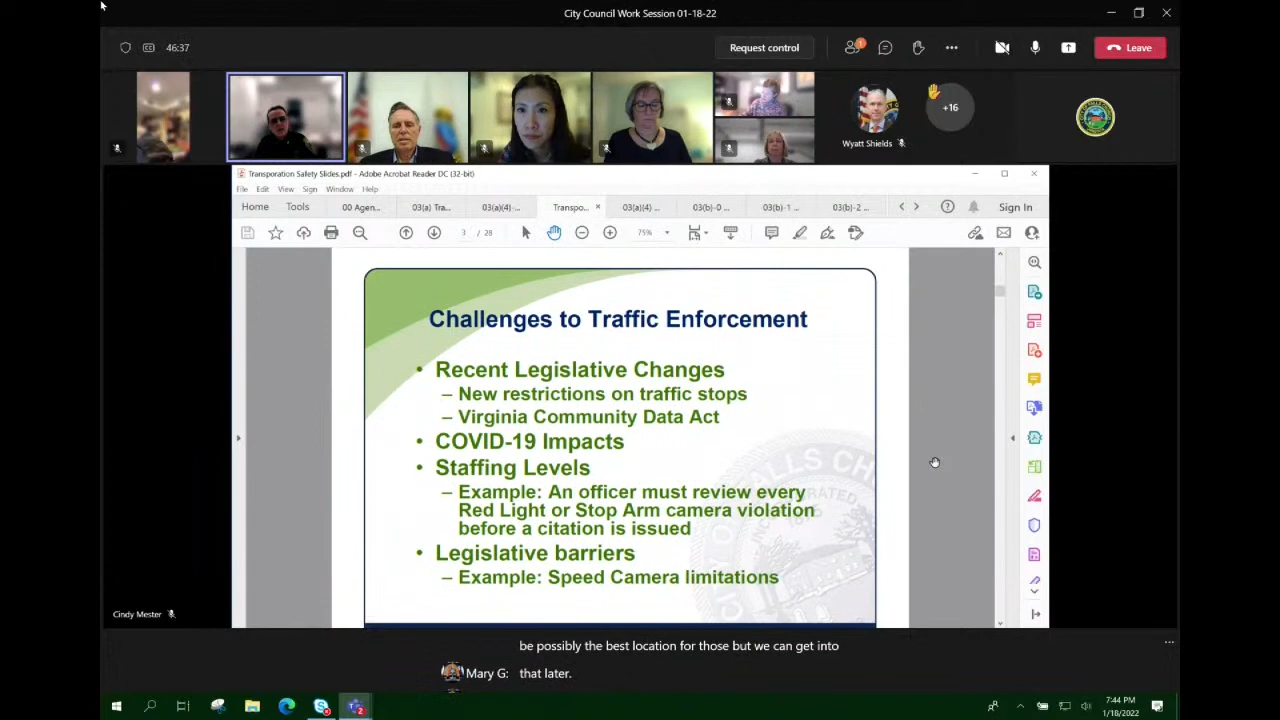 City Council Work Session 01-18-22
46:37
Request control
1
Leave
+16
Wyatt Shields
Transporation Safety Slides.pdf - Adobe Acrobat Reader DC (32-bit)
File Edit View Sign Window Help
Home Tools 00 Agen... 03(a) Tra... 03(a)(4)-... Transpo... × 03(a)(4) ... 03(b)-0 ... 03(b)-1 ... 03(b)-2 ... Sign In
3 / 28 75%
Challenges to Traffic Enforcement
• Recent Legislative Changes
– New restrictions on traffic stops
– Virginia Community Data Act
• COVID-19 Impacts
• Staffing Levels
– Example: An officer must review every
Red Light or Stop Arm camera violation
before a citation is issued
• Legislative barriers
– Example: Speed Camera limitations
Cindy Mester
be possibly the best location for those but we can get into
Mary G: that later.
7:44 PM
1/18/2022